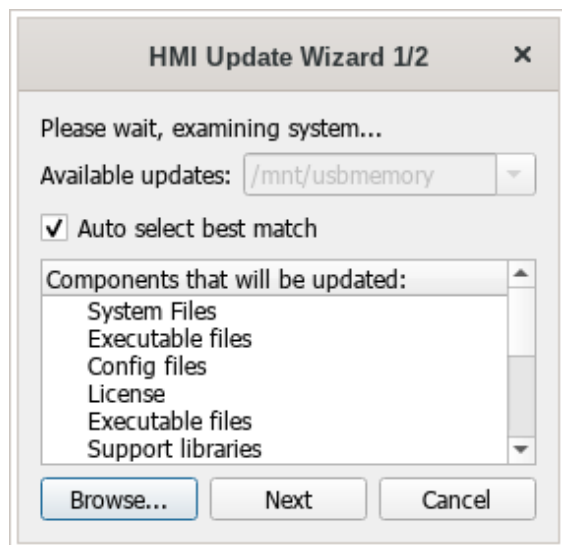 HMI Update Wizard 1/2
Please wait, examining system...
Available updates: /mnt/usbmemory
Auto select best match
Components that will be updated:
System Files
Executable files
Config files
License
Executable files
Support libraries
Browse... Next Cancel